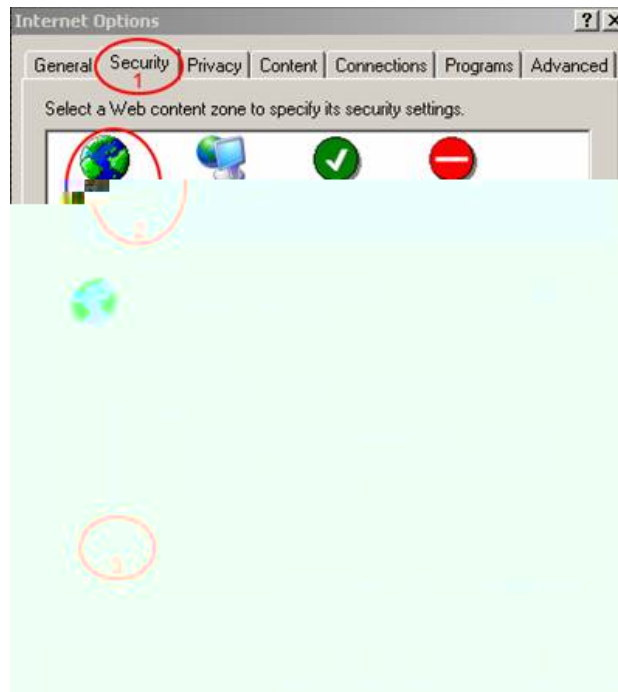 Internet Options
General Security Privacy Content Connections Programs Advanced
1
Select a Web content zone to specify its security settings.
2
3